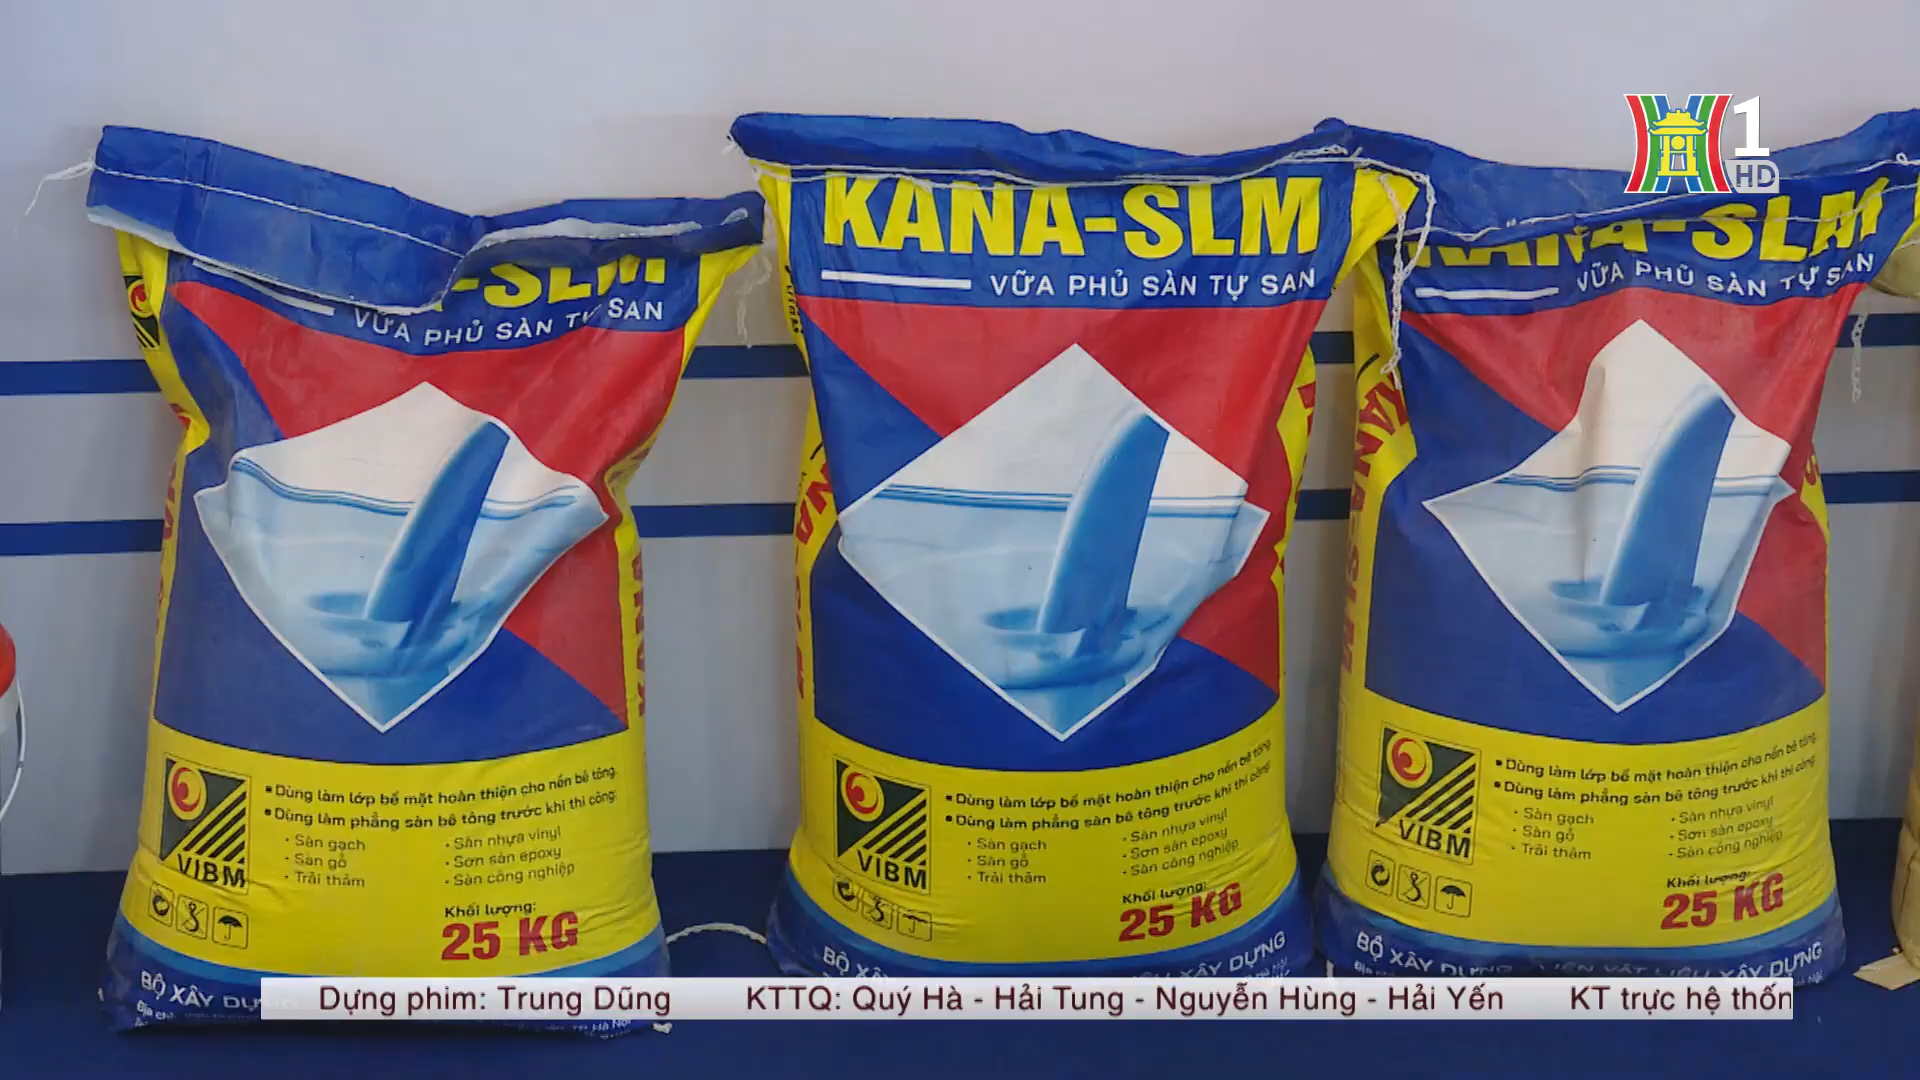 1
HD
-SLM
VỮA PHỦ SÀN TỰ SAN
VIBM
• Dùng làm lớp bề mặt hoàn thiện cho nền bê tông.
• Dùng làm phẳng sàn bê tông trước khi thi công:
- Sàn gạch
- Sàn gỗ
- Trải thảm
- Sàn nhựa vinyl
- Sơn sàn epoxy
- Sàn công nghiệp
Khối lượng:
25 KG
BỘ XÂY DỰNG
KANA-SLM
VỮA PHỦ SÀN TỰ SAN
VIBM
• Dùng làm lớp bề mặt hoàn thiện cho nền bê tông.
• Dùng làm phẳng sàn bê tông trước khi thi công:
- Sàn gạch
- Sàn gỗ
- Trải thảm
- Sàn nhựa vinyl
- Sơn sàn epoxy
- Sàn công nghiệp
Khối lượng:
25 KG
BỘ XÂY XÂY DỰNG
KANA-SLM
VỮA PHỦ SÀN TỰ SAN
KANA-SLM
VIBM
• Dùng làm lớp bề mặt hoàn thiện cho nền bê tông.
• Dùng làm phẳng sàn bê tông trước khi thi công:
- Sàn gạch
- Sàn gỗ
- Trải thảm
- Sàn nhựa vinyl
- Sơn sàn epoxy
- Sàn công nghiệp
Khối lượng:
25 KG
BỘ XÂY DỰNG - VIỆN VẬT LIỆU XÂY DỰNG
Dựng phim: Trung Dũng KTTQ: Quý Hà - Hải Tung - Nguyễn Hùng - Hải Yến KT trực hệ thốn